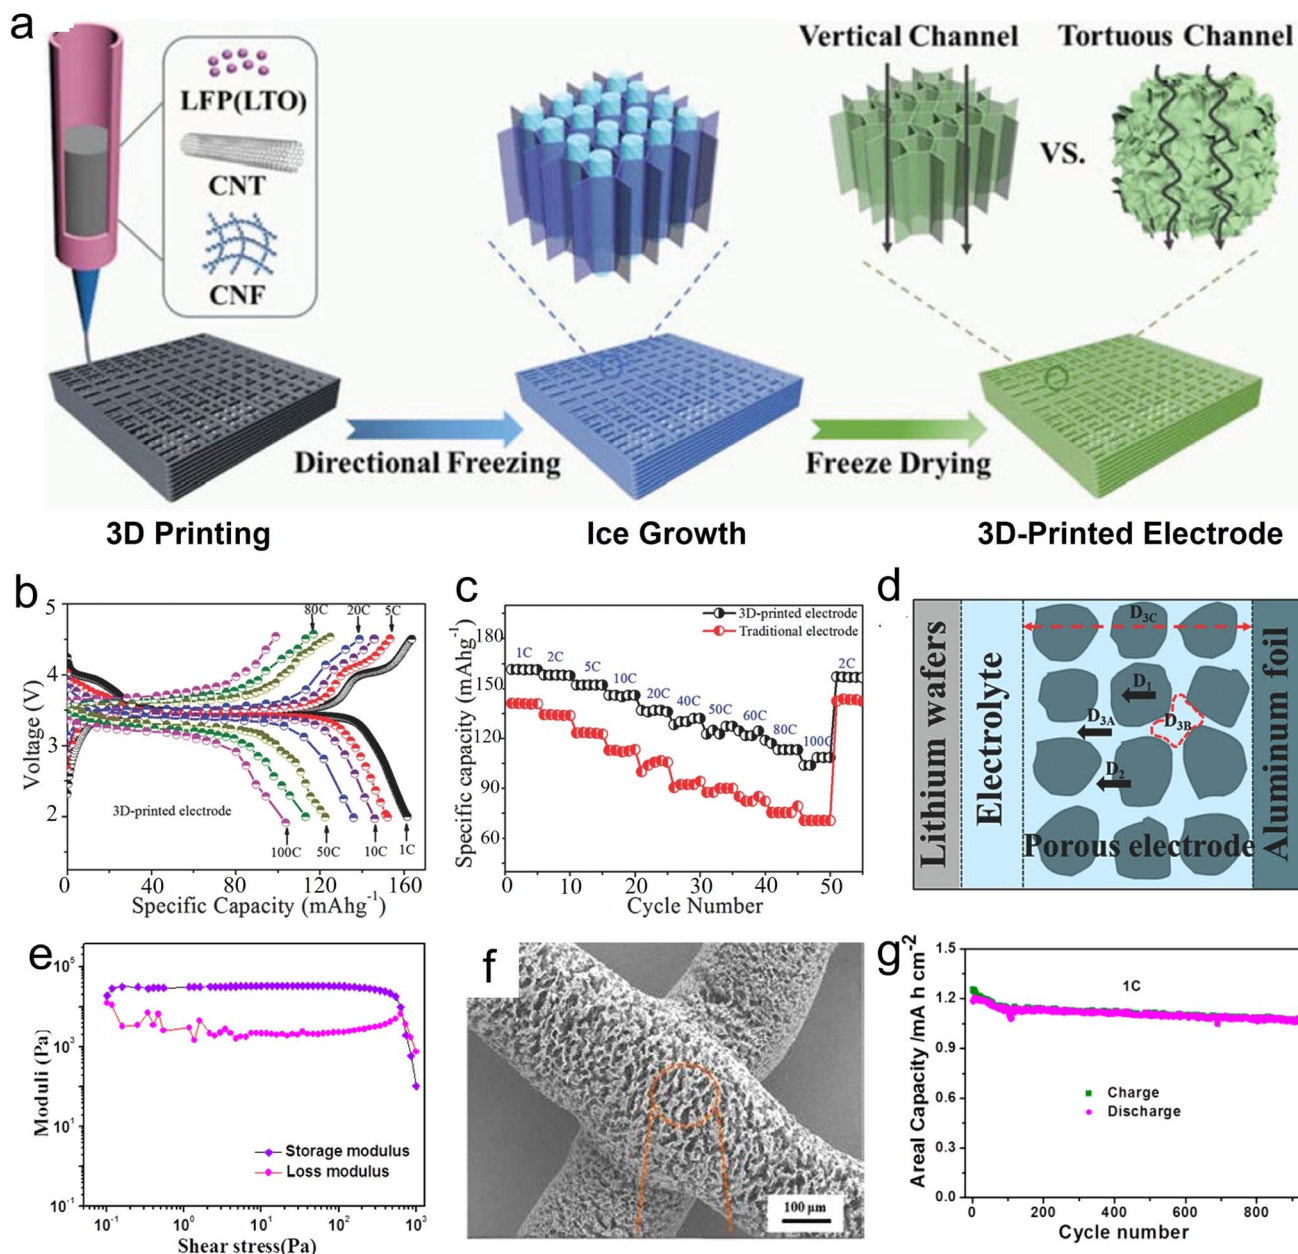 a
LFP(LTO)
CNT
CNF
Vertical Channel
Tortuous Channel
VS.
Directional Freezing
Freeze Drying
3D Printing
Ice Growth
3D-Printed Electrode
b
5
4
3
2
Voltage (V)
80C
20C
5C
3D-printed electrode
100C
50C
10C
1C
0
40
80
120
160
Specific Capacity (mAhg-1)
c
180
150
120
90
60
Specific capacity (mAhg-1)
3D-printed electrode
Traditional electrode
1C
2C
5C
10C
20C
40C
50C
60C
80C
100C
2C
0
10
20
30
40
50
Cycle Number
d
Lithium wafers
Electrolyte
D3C
D1
D3B
D3A
D2
Porous electrode
Aluminum foil
e
10^5
10^3
10^1
10^-1
Moduli (Pa)
Storage modulus
Loss modulus
10^-1
10^0
10^1
10^2
10^3
Shear stress(Pa)
f
100 μm
g
1.5
1.2
0.9
0.6
0.3
0.0
Areal Capacity /mA h cm-2
1C
Charge
Discharge
0
200
400
600
800
Cycle number